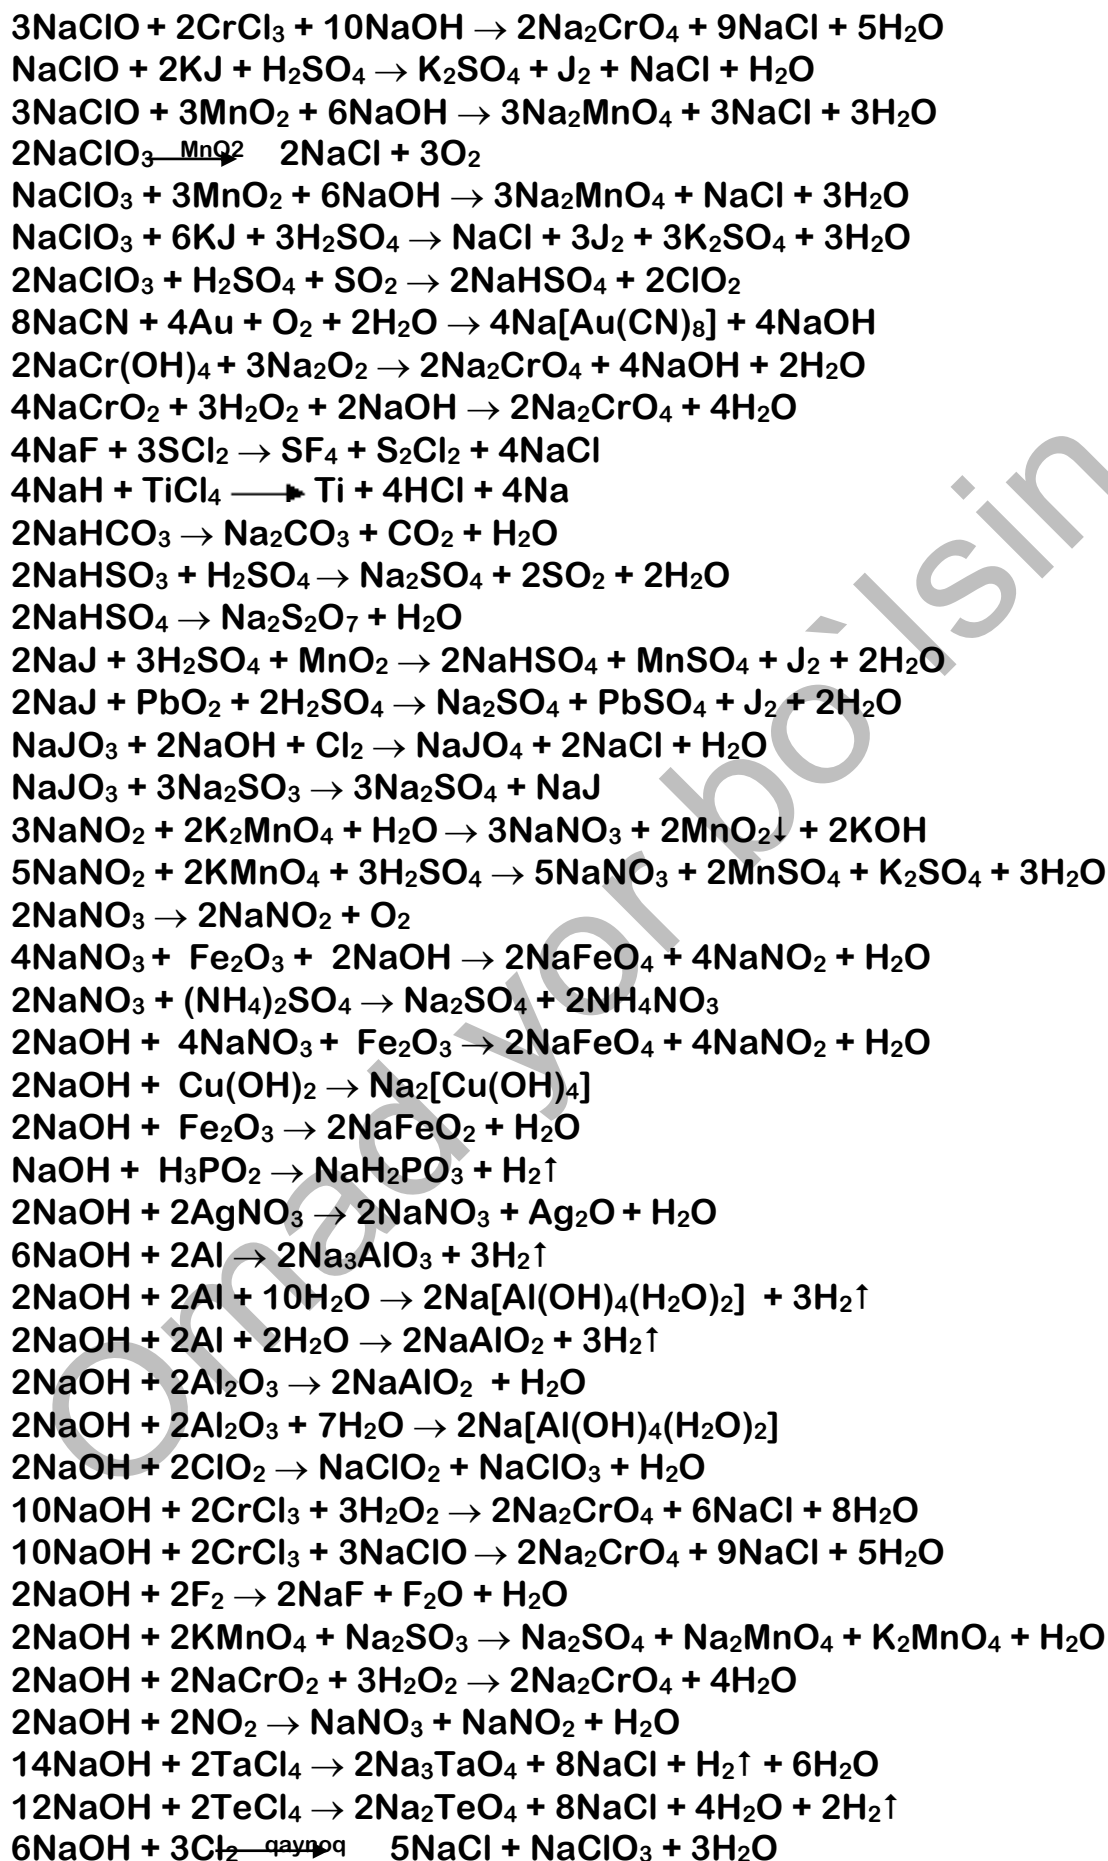 3NaClO + 2CrCl₃ + 10NaOH → 2Na₂CrO₄ + 9NaCl + 5H₂O
NaClO + 2KJ + H₂SO₄ → K₂SO₄ + J₂ + NaCl + H₂O
3NaClO + 3MnO₂ + 6NaOH → 3Na₂MnO₄ + 3NaCl + 3H₂O
2NaClO₃ MnO2→ 2NaCl + 3O₂
NaClO₃ + 3MnO₂ + 6NaOH → 3Na₂MnO₄ + NaCl + 3H₂O
NaClO₃ + 6KJ + 3H₂SO₄ → NaCl + 3J₂ + 3K₂SO₄ + 3H₂O
2NaClO₃ + H₂SO₄ + SO₂ → 2NaHSO₄ + 2ClO₂
8NaCN + 4Au + O₂ + 2H₂O → 4Na[Au(CN)₈] + 4NaOH
2NaCr(OH)₄ + 3Na₂O₂ → 2Na₂CrO₄ + 4NaOH + 2H₂O
4NaCrO₂ + 3H₂O₂ + 2NaOH → 2Na₂CrO₄ + 4H₂O
4NaF + 3SCl₂ → SF₄ + S₂Cl₂ + 4NaCl
4NaH + TiCl₄ → Ti + 4HCl + 4Na
2NaHCO₃ → Na₂CO₃ + CO₂ + H₂O
2NaHSO₃ + H₂SO₄ → Na₂SO₄ + 2SO₂ + 2H₂O
2NaHSO₄ → Na₂S₂O₇ + H₂O
2NaJ + 3H₂SO₄ + MnO₂ → 2NaHSO₄ + MnSO₄ + J₂ + 2H₂O
2NaJ + PbO₂ + 2H₂SO₄ → Na₂SO₄ + PbSO₄ + J₂ + 2H₂O
NaJO₃ + 2NaOH + Cl₂ → NaJO₄ + 2NaCl + H₂O
NaJO₃ + 3Na₂SO₃ → 3Na₂SO₄ + NaJ
3NaNO₂ + 2K₂MnO₄ + H₂O → 3NaNO₃ + 2MnO₂↓ + 2KOH
5NaNO₂ + 2KMnO₄ + 3H₂SO₄ → 5NaNO₃ + 2MnSO₄ + K₂SO₄ + 3H₂O
2NaNO₃ → 2NaNO₂ + O₂
4NaNO₃ + Fe₂O₃ + 2NaOH → 2NaFeO₄ + 4NaNO₂ + H₂O
2NaNO₃ + (NH₄)₂SO₄ → Na₂SO₄ + 2NH₄NO₃
2NaOH + 4NaNO₃ + Fe₂O₃ → 2NaFeO₄ + 4NaNO₂ + H₂O
2NaOH + Cu(OH)₂ → Na₂[Cu(OH)₄]
2NaOH + Fe₂O₃ → 2NaFeO₂ + H₂O
NaOH + H₃PO₂ → NaH₂PO₃ + H₂↑
2NaOH + 2AgNO₃ → 2NaNO₃ + Ag₂O + H₂O
6NaOH + 2Al → 2Na₃AlO₃ + 3H₂↑
2NaOH + 2Al + 10H₂O → 2Na[Al(OH)₄(H₂O)₂] + 3H₂↑
2NaOH + 2Al + 2H₂O → 2NaAlO₂ + 3H₂↑
2NaOH + 2Al₂O₃ → 2NaAlO₂ + H₂O
2NaOH + 2Al₂O₃ + 7H₂O → 2Na[Al(OH)₄(H₂O)₂]
2NaOH + 2ClO₂ → NaClO₂ + NaClO₃ + H₂O
10NaOH + 2CrCl₃ + 3H₂O₂ → 2Na₂CrO₄ + 6NaCl + 8H₂O
10NaOH + 2CrCl₃ + 3NaClO → 2Na₂CrO₄ + 9NaCl + 5H₂O
2NaOH + 2F₂ → 2NaF + F₂O + H₂O
2NaOH + 2KMnO₄ + Na₂SO₃ → Na₂SO₄ + Na₂MnO₄ + K₂MnO₄ + H₂O
2NaOH + 2NaCrO₂ + 3H₂O₂ → 2Na₂CrO₄ + 4H₂O
2NaOH + 2NO₂ → NaNO₃ + NaNO₂ + H₂O
14NaOH + 2TaCl₄ → 2Na₃TaO₄ + 8NaCl + H₂↑ + 6H₂O
12NaOH + 2TeCl₄ → 2Na₂TeO₄ + 8NaCl + 4H₂O + 2H₂↑
6NaOH + 3Cl₂ qaynoq→ 5NaCl + NaClO₃ + 3H₂O
Omad yor bo`lsin